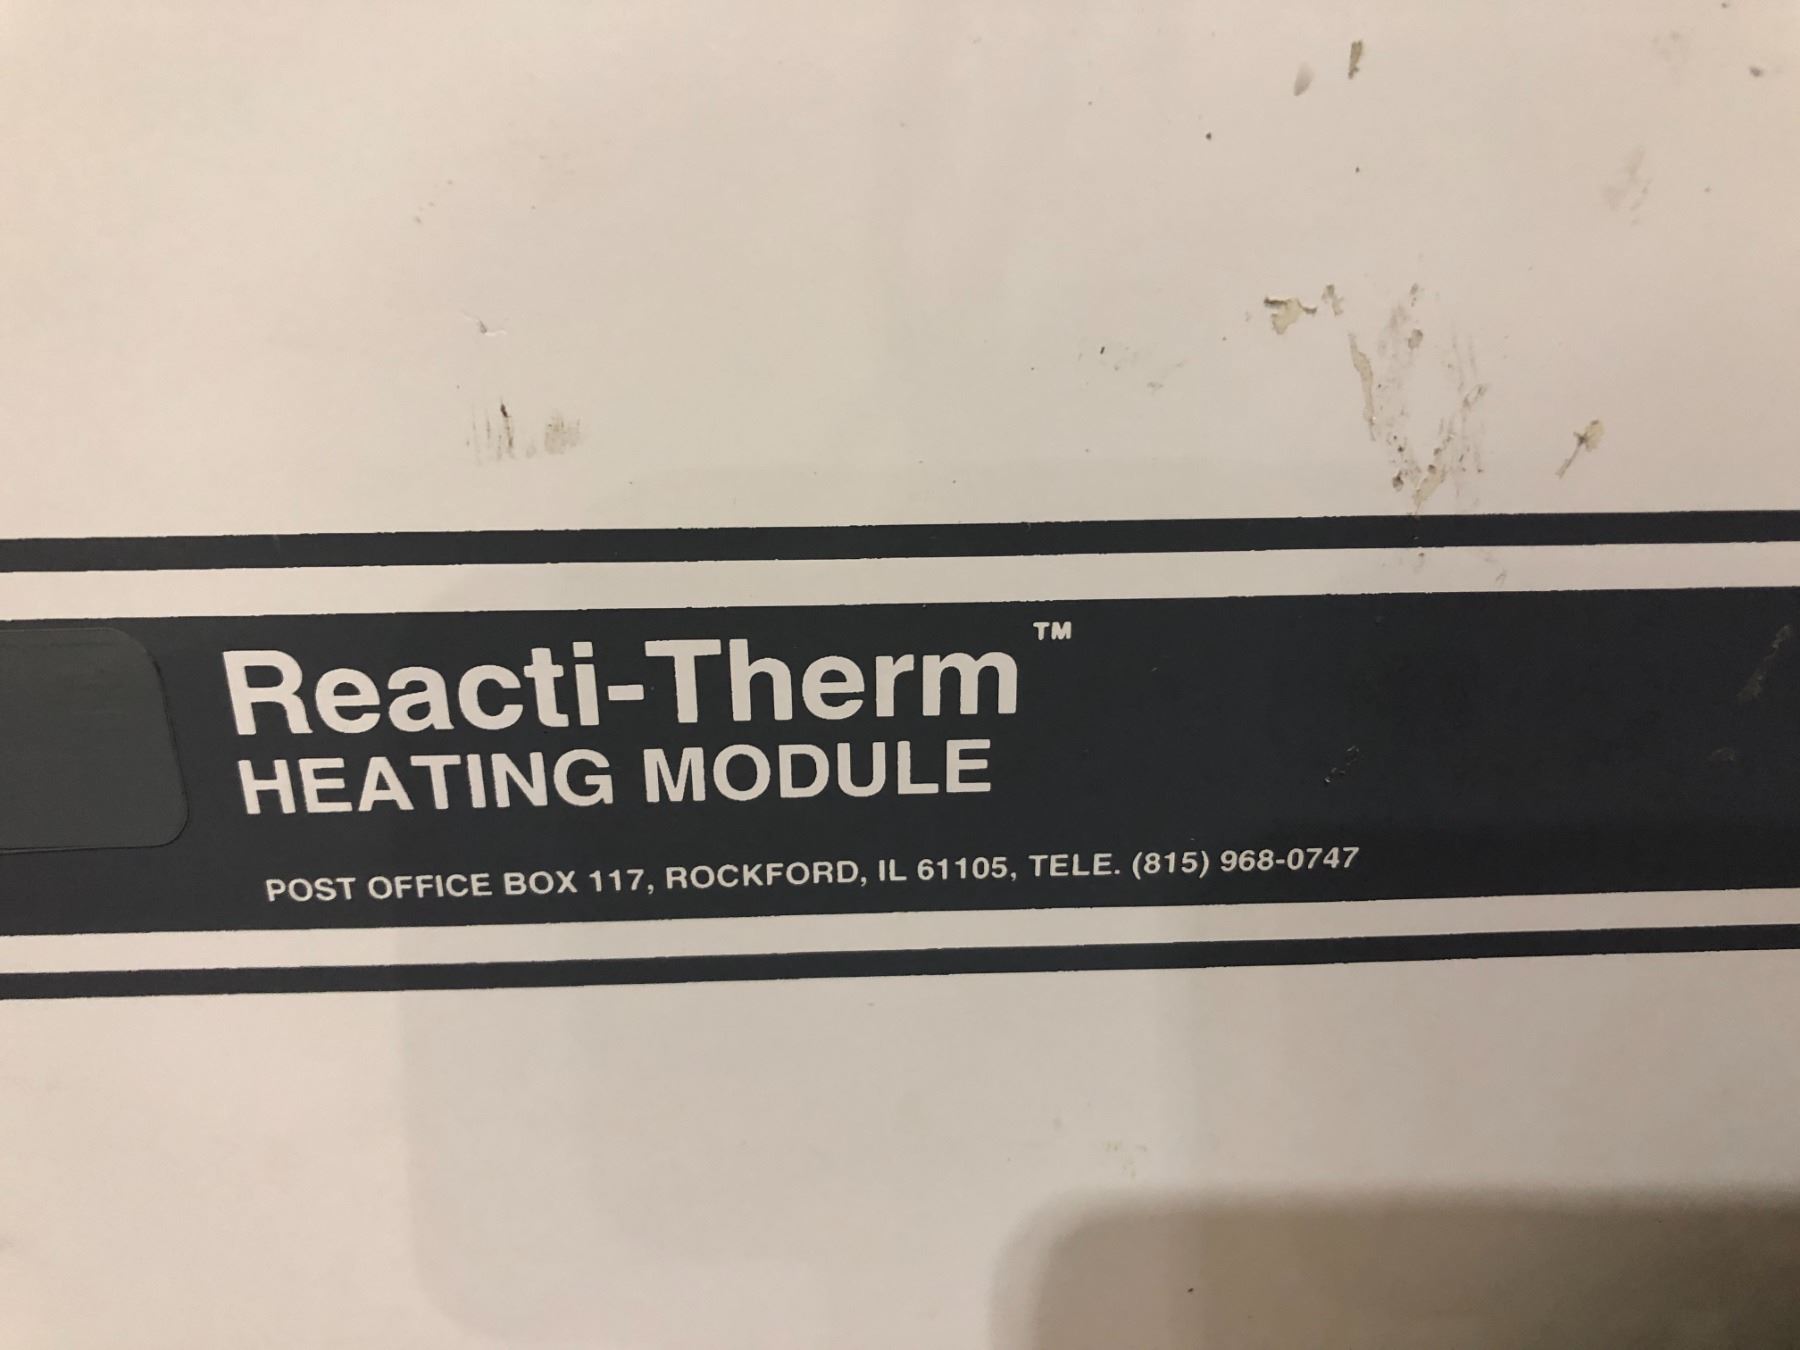 Reacti-Therm™
HEATING MODULE
POST OFFICE BOX 117, ROCKFORD, IL 61105, TELE. (815) 968-0747